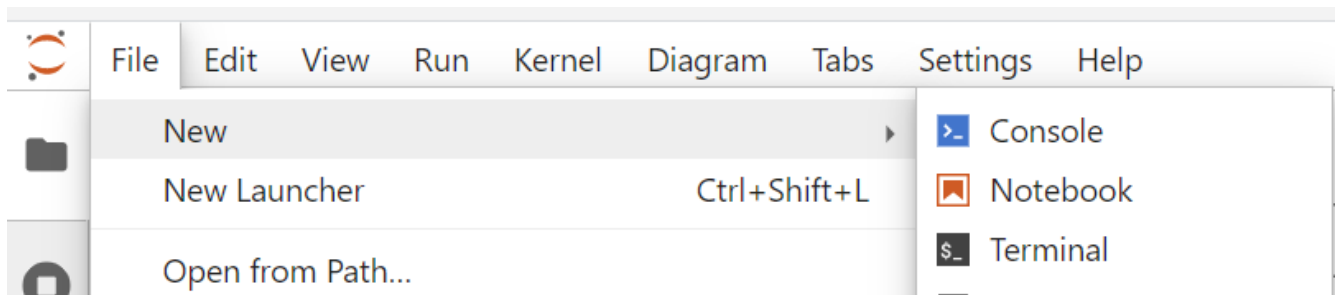 File Edit View Run Kernel Diagram Tabs Settings Help
New
Console
New Launcher Ctrl+Shift+L
Notebook
$_ Terminal
Open from Path...